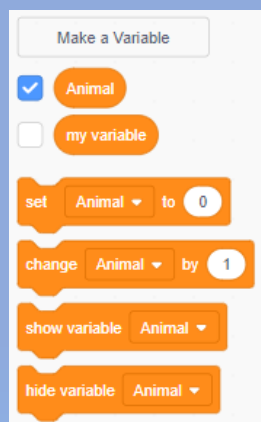 Make a Variable
Animal
my variable
set Animal to 0
change Animal by 1
show variable Animal
hide variable Animal